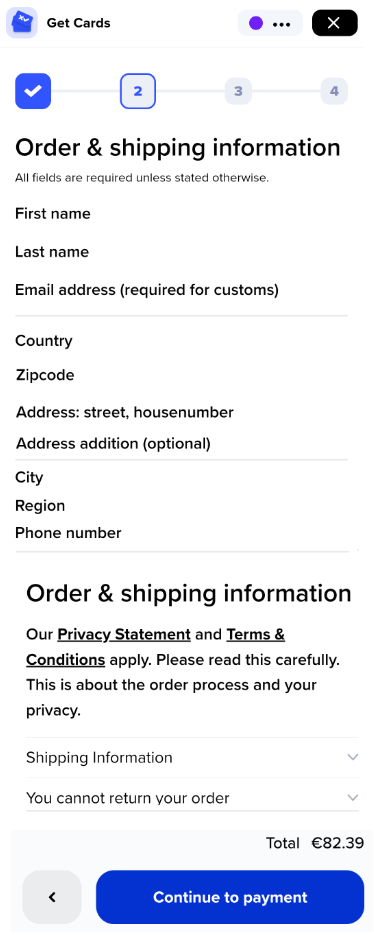 Get Cards
2
3
4
Order & shipping information
All fields are required unless stated otherwise.
First name
Last name
Email address (required for customs)
Country
Zipcode
Address: street, housenumber
Address addition (optional)
City
Region
Phone number
Order & shipping information
Our Privacy Statement and Terms &
Conditions apply. Please read this carefully.
This is about the order process and your
privacy.
Shipping Information
You cannot return your order
Total €82.39
Continue to payment